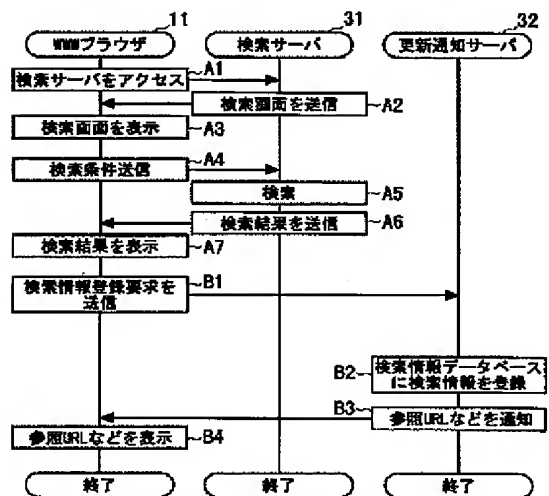 11
31
32
WWWブラウザ
検索サーバ
更新通知サーバ
検索サーバをアクセス
A1
検索画面を送信
A2
検索画面を表示
A3
検索条件送信
A4
検索
A5
検索結果を送信
A6
検索結果を表示
A7
検索情報登録要求を
送信
B1
B2
検索情報データベース
に検索情報を登録
B3
参照URLなどを通知
参照URLなどを表示
B4
終了
終了
終了